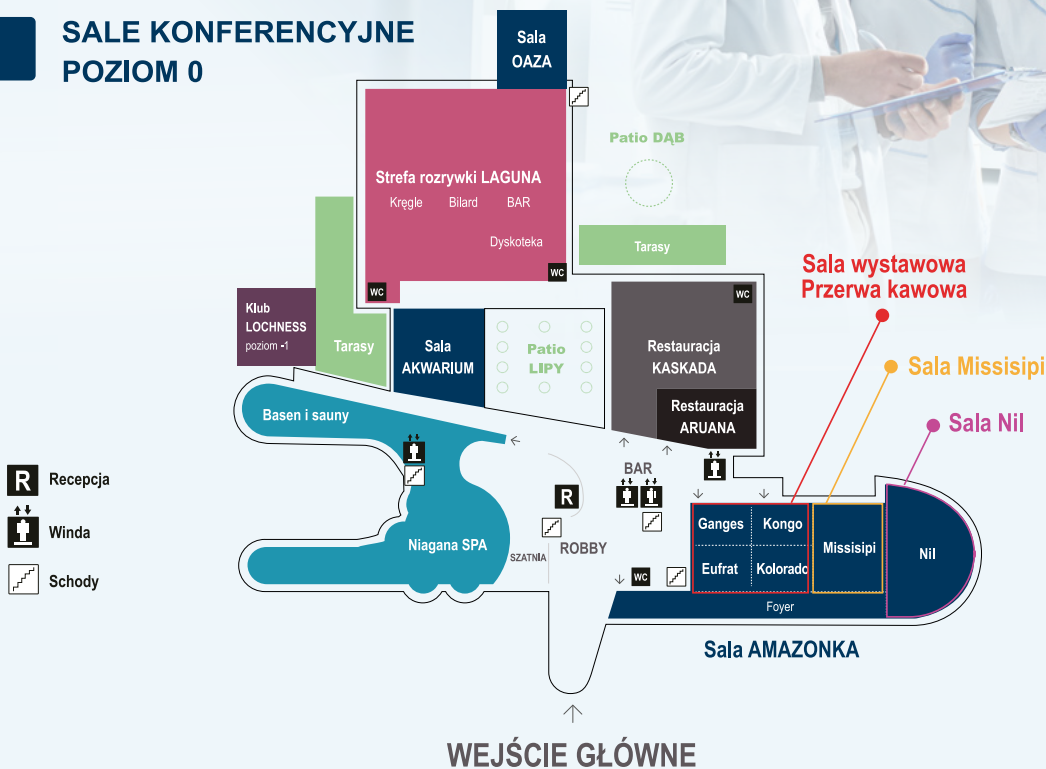 SALE KONFERENCYJNE
POZIOM 0
Sala
OAZA
Patio DĄB
Strefa rozrywki LAGUNA
Kręgle Bilard BAR
Dyskoteka
Tarasy
WC
WC
WC
Sala wystawowa
Przerwa kawowa
Klub
LOCHNESS
poziom -1
Tarasy
Sala
AKWARIUM
Patio
LIPY
Restauracja
KASKADA
Sala Missisipi
Restauracja
ARUANA
Sala Nil
Basen i sauny
BAR
R Recepcja
Winda
Schody
R
Niagana SPA
SZATNIA
ROBBY
WC
Ganges Kongo
Eufrat Kolorado
Missisipi
Nil
Foyer
Sala AMAZONKA
WEJŚCIE GŁÓWNE